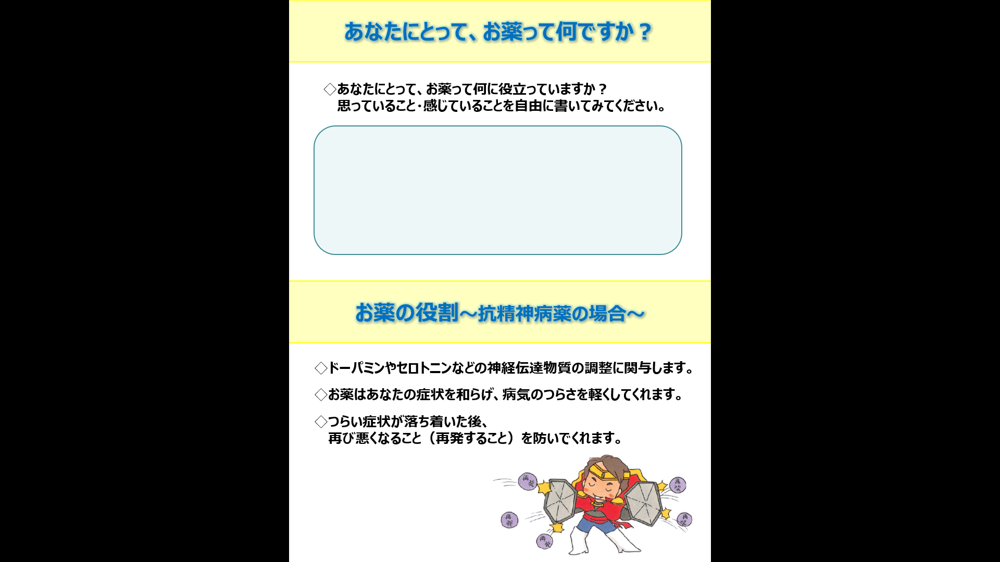 あなたにとって、お薬って何ですか？
◇あなたにとって、お薬って何に役立っていますか？
思っていること・感じていることを自由に書いてみてください。
お薬の役割～抗精神病薬の場合～
◇ドーパミンやセロトニンなどの神経伝達物質の調整に関与します。
◇お薬はあなたの症状を和らげ、病気のつらさを軽くしてくれます。
◇つらい症状が落ち着いた後、
再び悪くなること（再発すること）を防いでくれます。
再発
再発
再発
再発
再発